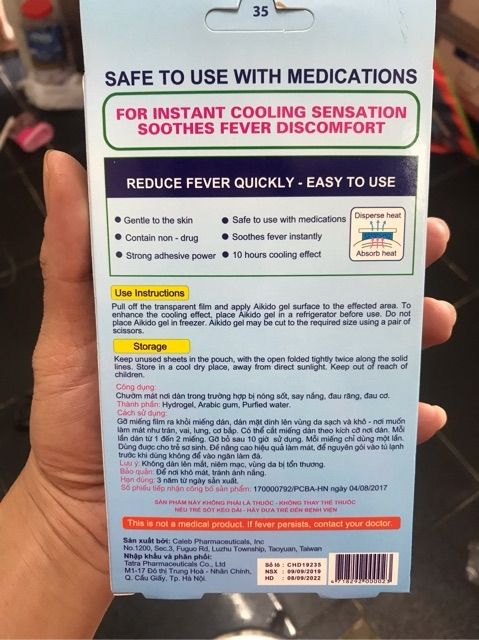 35
SAFE TO USE WITH MEDICATIONS
FOR INSTANT COOLING SENSATION
SOOTHES FEVER DISCOMFORT
REDUCE FEVER QUICKLY - EASY TO USE
Gentle to the skin
Contain non - drug
Strong adhesive power
Safe to use with medications
Soothes fever instantly
10 hours cooling effect
Disperse heat
Absorb heat
Use Instructions
Pull off the transparent film and apply Aikido gel surface to the effected area. To
enhance the cooling effect, place Aikido gel in a refrigerator before use. Do not
place Aikido gel in freezer. Aikido gel may be cut to the required size using a pair of
scissors.
Storage
Keep unused sheets in the pouch, with the open folded tightly twice along the solid
lines. Store in a cool dry place, away from direct sunlight. Keep out of reach of
children.
Công dụng:
Chườm mát nơi dán trong trường hợp bị nóng sốt, say nắng, đau răng, đau cơ.
Thành phần: Hydrogel, Arabic gum, Purified water.
Cách sử dụng:
Gỡ miếng film ra khỏi miếng dán, dán mặt dính lên vùng da sạch và khô - nơi muốn
làm mát như trán, vai, lưng, cơ bắp. Có thể cắt miếng dán theo kích cỡ nơi dán. Mỗi
lần dán từ 1 đến 2 miếng. Gỡ bỏ sau 10 giờ sử dụng. Mỗi miếng chỉ dùng một lần.
Dùng được cho trẻ sơ sinh. Để nâng cao hiệu quả làm mát, để nguyên gói vào tủ lạnh
trước khi dùng không để vào ngăn làm đá.
Lưu ý: Không dán lên mắt, niêm mạc, vùng da bị tổn thương.
Bảo quản: Để nơi khô mát, tránh ánh nắng.
Hạn dùng: 3 năm từ ngày sản xuất.
Số phiếu tiếp nhận công bố sản phẩm: 170000792/PCBA-HN ngày 04/08/2017
SẢN PHẨM NÀY KHÔNG PHẢI LÀ THUỐC - KHÔNG THAY THẾ THUỐC
NẾU TRẺ SỐT KÉO DÀI - HÃY ĐƯA TRẺ ĐẾN BỆNH VIỆN
This is not a medical product. If fever persists, contact your doctor.
Sản xuất bởi: Caleb Pharmaceuticals, Inc
No.1200, Sec.3, Fuguo Rd, Luzhu Township, Taoyuan, Taiwan
Nhập khẩu và phân phối:
Tatra Pharmaceutical Co., Ltd
M1-17 Đô thị Trung Hoà - Nhân Chính,
Q. Cầu Giấy, Tp. Hà Nội.
Số lô : CHD19235
NSX : 09/09/2019
HD : 08/09/2022
4 718292 000023